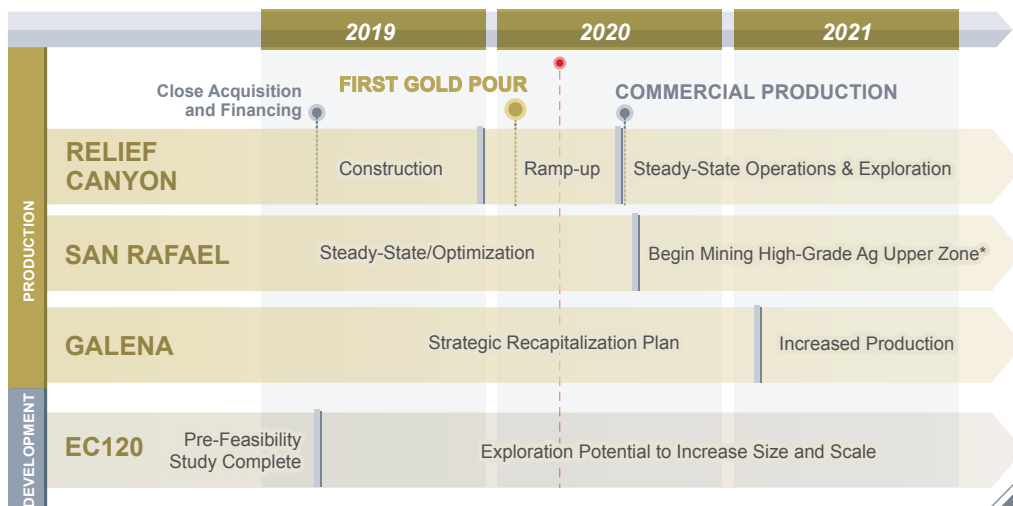 2019
2020
2021
Close Acquisition
and Financing
FIRST GOLD POUR
COMMERCIAL PRODUCTION
PRODUCTION
RELIEF
CANYON
Construction
Ramp-up
Steady-State Operations & Exploration
SAN RAFAEL
Steady-State/Optimization
Begin Mining High-Grade Ag Upper Zone*
GALENA
Strategic Recapitalization Plan
Increased Production
DEVELOPMENT
EC120
Pre-Feasibility
Study Complete
Exploration Potential to Increase Size and Scale